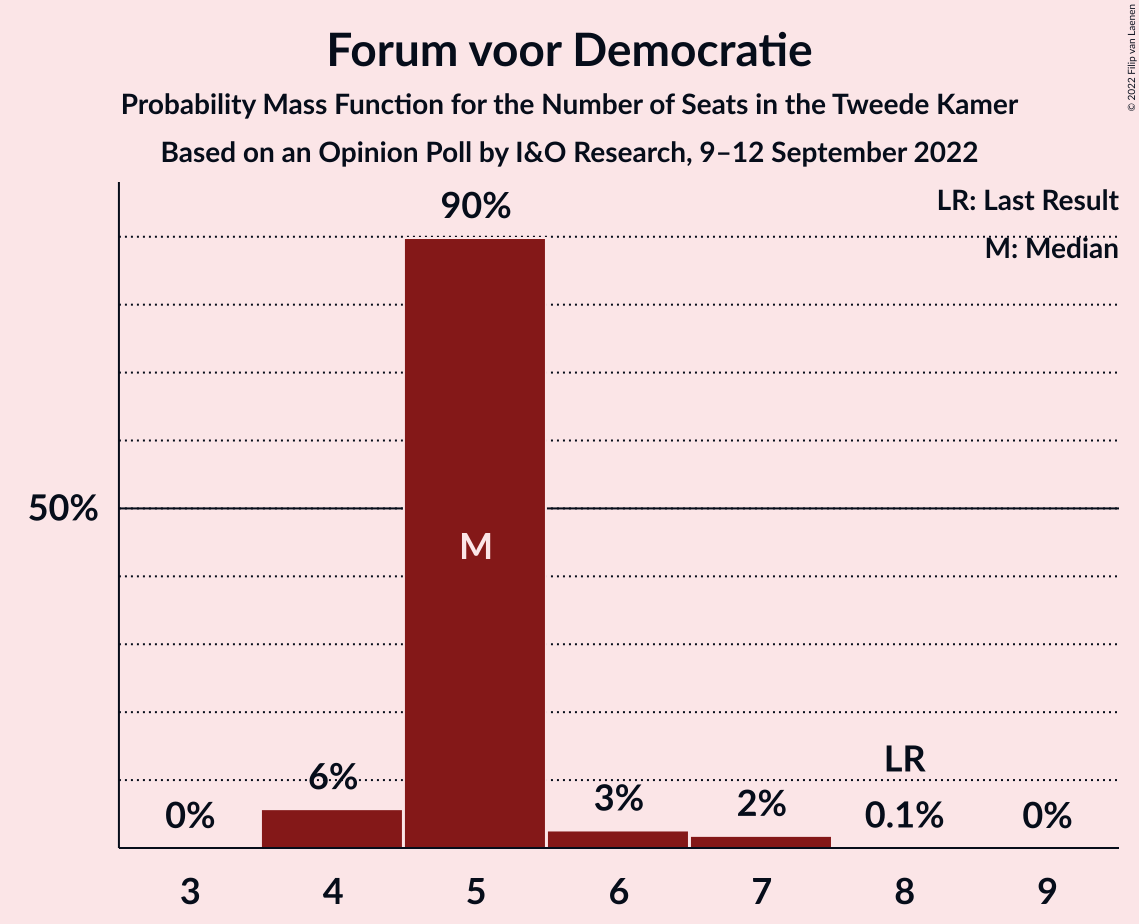 Forum voor Democratie
Probability Mass Function for the Number of Seats in the Tweede Kamer
Based on an Opinion Poll by I&O Research, 9–12 September 2022
© 2022 Filip van Laenen
LR: Last Result
M: Median
90%
50%
M
LR
0%
6%
3%
2%
0.1%
0%
3 4 5 6 7 8 9